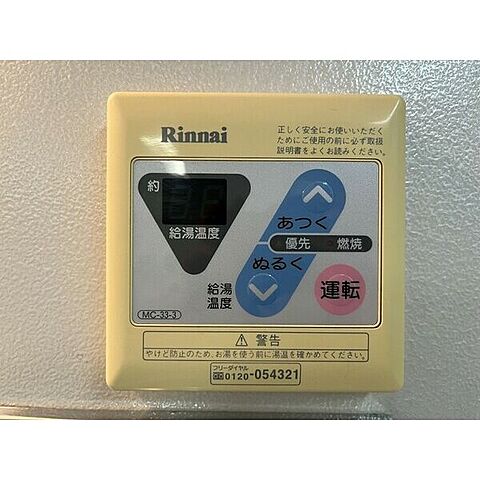 Rinnai
正しく安全にお使いいただく
ためにご使用の前に必ず取扱
説明書をよくお読みください。
約
給湯温度
あつく
優先 燃焼
ぬるく
給湯
温度
運転
MC-33-3
警告
やけど防止のため、お湯を使う前に湯温を確かめてください。
フリーダイヤル
0120-054321